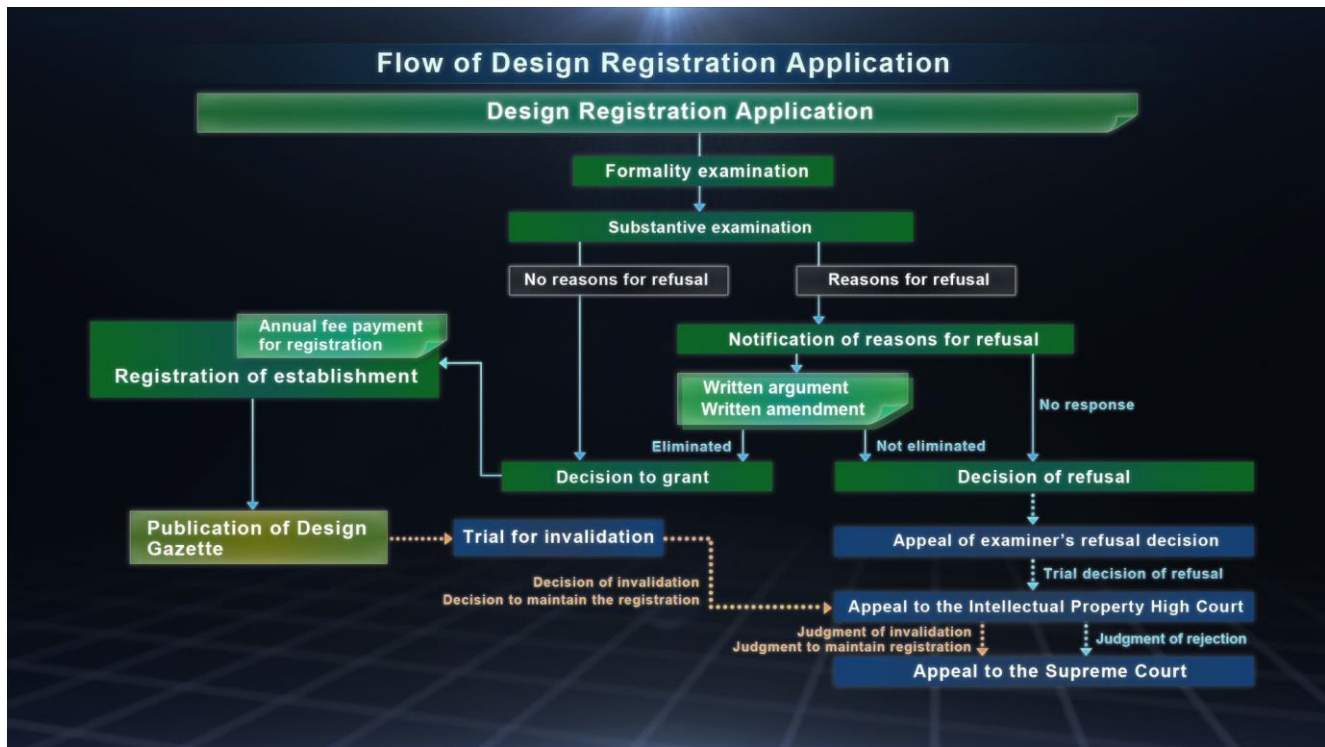 Flow of Design Registration Application
Design Registration Application
Formality examination
Substantive examination
No reasons for refusal
Reasons for refusal
Annual fee payment
for registration
Registration of establishment
Notification of reasons for refusal
Written argument
Written amendment
No response
Eliminated
Not eliminated
Decision to grant
Decision of refusal
Publication of Design
Gazette
Trial for invalidation
Appeal of examiner's refusal decision
Decision of invalidation
Decision to maintain the registration
Trial decision of refusal
Appeal to the Intellectual Property High Court
Judgment of invalidation
Judgment to maintain registration
Judgment of rejection
Appeal to the Supreme Court